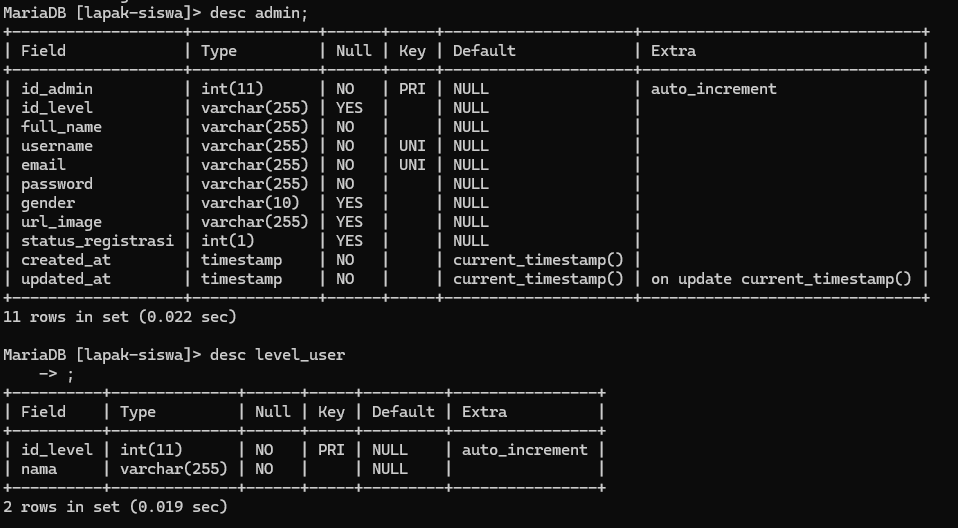 MariaDB [lapak-siswa]> desc admin;
+-------------------+--------------+------+-----+---------------------+-------------------------------+
| Field             | Type         | Null | Key | Default             | Extra                         |
+-------------------+--------------+------+-----+---------------------+-------------------------------+
| id_admin          | int(11)      | NO   | PRI | NULL                | auto_increment                |
| id_level          | varchar(255) | YES  |     | NULL                |                               |
| full_name         | varchar(255) | NO   |     | NULL                |                               |
| username          | varchar(255) | NO   | UNI | NULL                |                               |
| email             | varchar(255) | NO   | UNI | NULL                |                               |
| password          | varchar(255) | NO   |     | NULL                |                               |
| gender            | varchar(10)  | YES  |     | NULL                |                               |
| url_image         | varchar(255) | YES  |     | NULL                |                               |
| status_registrasi | int(1)       | YES  |     | NULL                |                               |
| created_at        | timestamp    | NO   |     | current_timestamp() |                               |
| updated_at        | timestamp    | NO   |     | current_timestamp() | on update current_timestamp() |
+-------------------+--------------+------+-----+---------------------+-------------------------------+
11 rows in set (0.022 sec)

MariaDB [lapak-siswa]> desc level_user
    -> ;
+----------+--------------+------+-----+---------+----------------+
| Field    | Type         | Null | Key | Default | Extra          |
+----------+--------------+------+-----+---------+----------------+
| id_level | int(11)      | NO   | PRI | NULL    | auto_increment |
| nama     | varchar(255) | NO   |     | NULL    |                |
+----------+--------------+------+-----+---------+----------------+
2 rows in set (0.019 sec)